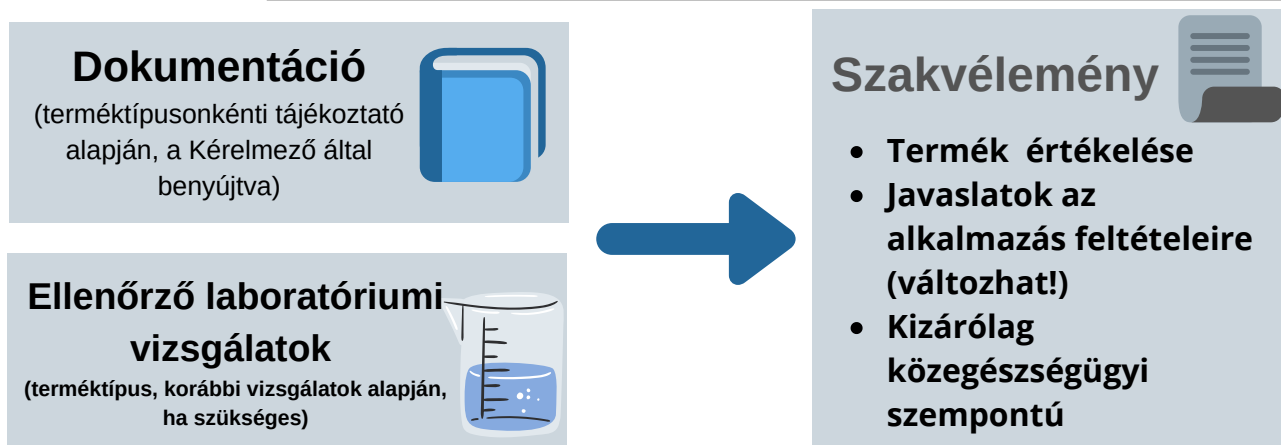 Dokumentáció
(terméktípusonkénti tájékoztató
alapján, a Kérelmező által
benyújtva)
Ellenőrző laboratóriumi
vizsgálatok
(terméktípus, korábbi vizsgálatok alapján,
ha szükséges)
Szakvélemény
• Termék értékelése
• Javaslatok az
alkalmazás feltételeire
(változhat!)
• Kizárólag
közegészségügyi
szempontú